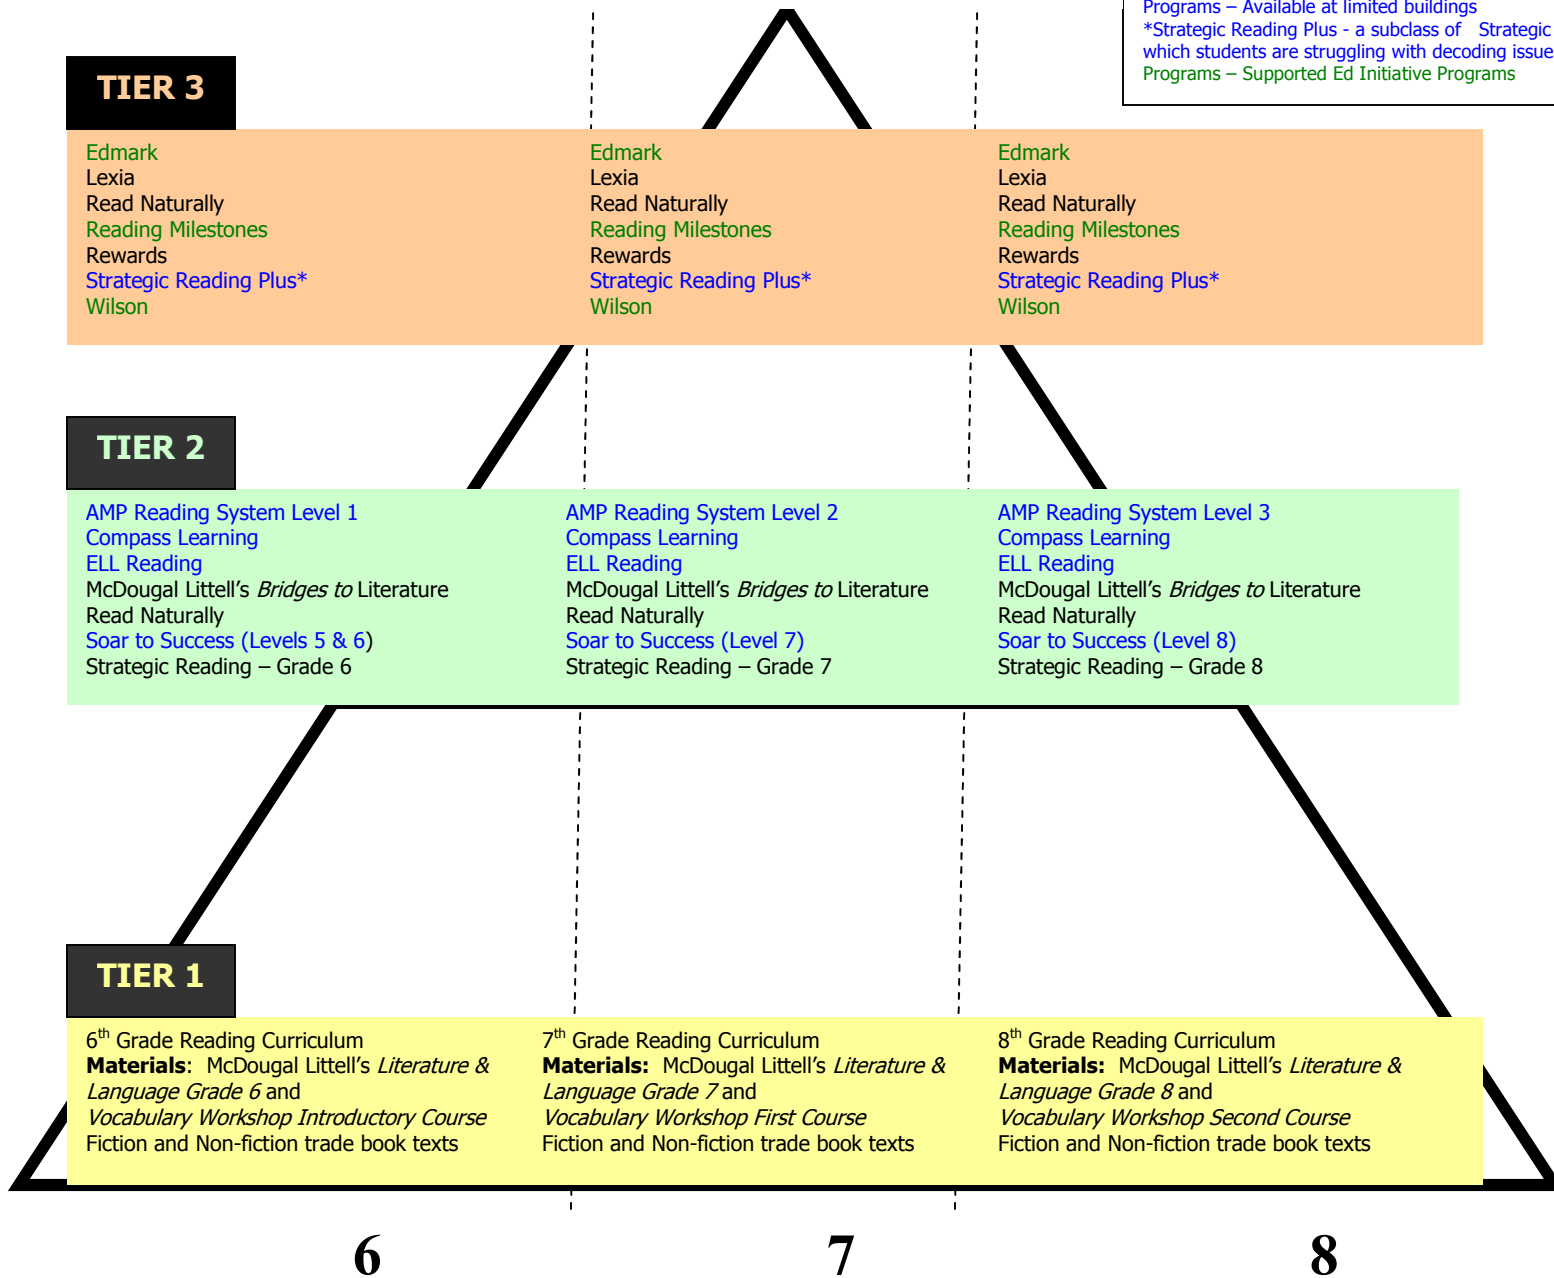 Programs – Available at limited buildings
*Strategic Reading Plus - a subclass of Strategic
which students are struggling with decoding issue
Programs – Supported Ed Initiative Programs
TIER 3
Edmark
Lexia
Read Naturally
Reading Milestones
Rewards
Strategic Reading Plus*
Wilson
Edmark
Lexia
Read Naturally
Reading Milestones
Rewards
Strategic Reading Plus*
Wilson
Edmark
Lexia
Read Naturally
Reading Milestones
Rewards
Strategic Reading Plus*
Wilson
TIER 2
AMP Reading System Level 1
Compass Learning
ELL Reading
McDougal Littell’s Bridges to Literature
Read Naturally
Soar to Success (Levels 5 & 6)
Strategic Reading – Grade 6
AMP Reading System Level 2
Compass Learning
ELL Reading
McDougal Littell’s Bridges to Literature
Read Naturally
Soar to Success (Level 7)
Strategic Reading – Grade 7
AMP Reading System Level 3
Compass Learning
ELL Reading
McDougal Littell’s Bridges to Literature
Read Naturally
Soar to Success (Level 8)
Strategic Reading – Grade 8
TIER 1
6th Grade Reading Curriculum
Materials: McDougal Littell’s Literature &
Language Grade 6 and
Vocabulary Workshop Introductory Course
Fiction and Non-fiction trade book texts
7th Grade Reading Curriculum
Materials: McDougal Littell’s Literature &
Language Grade 7 and
Vocabulary Workshop First Course
Fiction and Non-fiction trade book texts
8th Grade Reading Curriculum
Materials: McDougal Littell’s Literature &
Language Grade 8 and
Vocabulary Workshop Second Course
Fiction and Non-fiction trade book texts
6
7
8